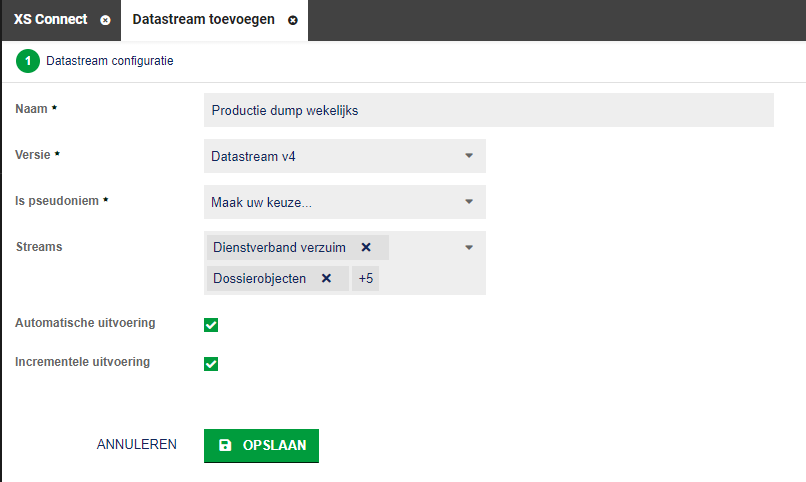 XS Connect Datastream toevoegen
1 Datastream configuratie
Naam * Productie dump wekelijks
Versie * Datastream v4
Is pseudoniem * Maak uw keuze...
Streams Dienstverband verzuim
Dossierobjecten +5
Automatische uitvoering
Incrementele uitvoering
ANNULEREN OPSLAAN